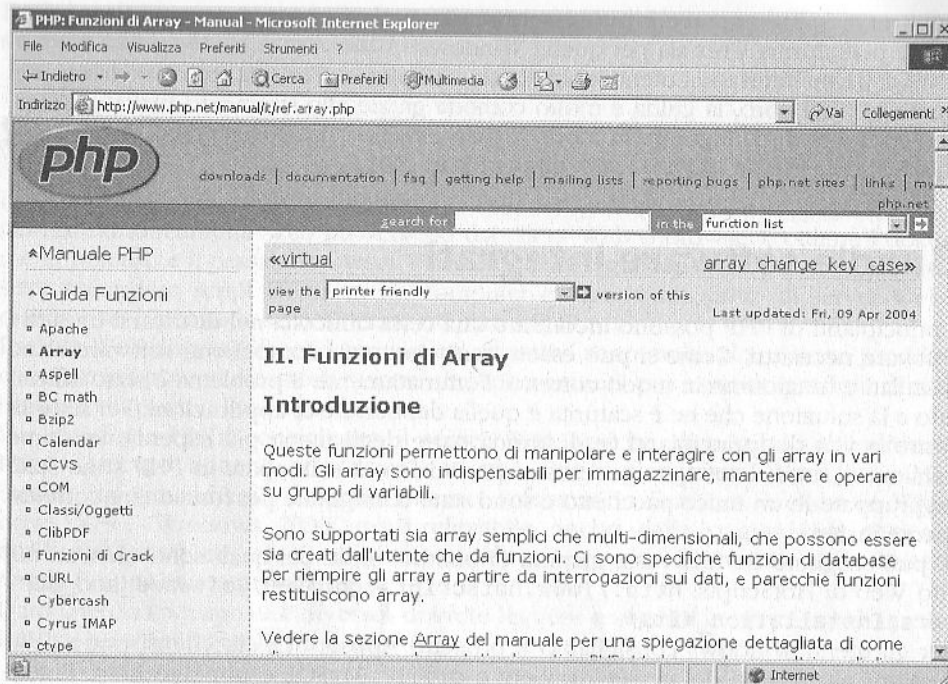 PHP: Funzioni di Array - Manual - Microsoft Internet Explorer
File Modifica Visualizza Preferiti Strumenti ?
Indietro Cerca Preferiti Multimedia
Indirizzo http://www.php.net/manual/it/ref.array.php Vai Collegamenti »
php
downloads | documentation | faq | getting help | mailing lists | reporting bugs | php.net sites | links | my
php.net
search for in the function list
Manuale PHP
Guida Funzioni
Apache
Array
Aspell
BC math
Bzip2
Calendar
CCVS
COM
Classi/Oggetti
ClibPDF
Funzioni di Crack
CURL
Cybercash
Cyrus IMAP
ctype
«virtual array_change_key_case»
view the printer friendly version of this
page
Last updated: Fri, 09 Apr 2004
II. Funzioni di Array
Introduzione
Queste funzioni permettono di manipolare e interagire con gli array in vari
modi. Gli array sono indispensabili per immagazzinare, mantenere e operare
su gruppi di variabili.
Sono supportati sia array semplici che multi-dimensionali, che possono essere
sia creati dall'utente che da funzioni. Ci sono specifiche funzioni di database
per riempire gli array a partire da interrogazioni sui dati, e parecchie funzioni
restituiscono array.
Vedere la sezione Array del manuale per una spiegazione dettagliata di come
Internet